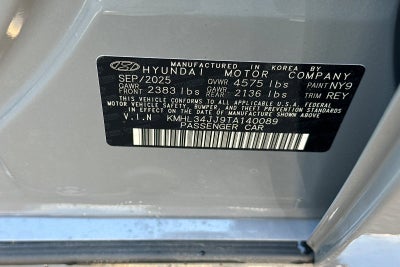 MANUFACTURED IN KOREA BY
HYUNDAI MOTOR COMPANY
SEP/2025 GVWR 4575 lbs PAINT NY9
GAWR FRONT 2383 lbs GAWR REAR 2136 lbs TRIM REY
THIS VEHICLE CONFORMS TO ALL APPLICABLE U.S.A. FEDERAL
MOTOR VEHICLE SAFETY, BUMPER, AND THEFT PREVENTION STANDARDS
IN EFFECT ON THE DATE OF MANUFACTURE SHOWN ABOVE.
V.I.N KMHL34JJ9TA140089
PASSENGER CAR